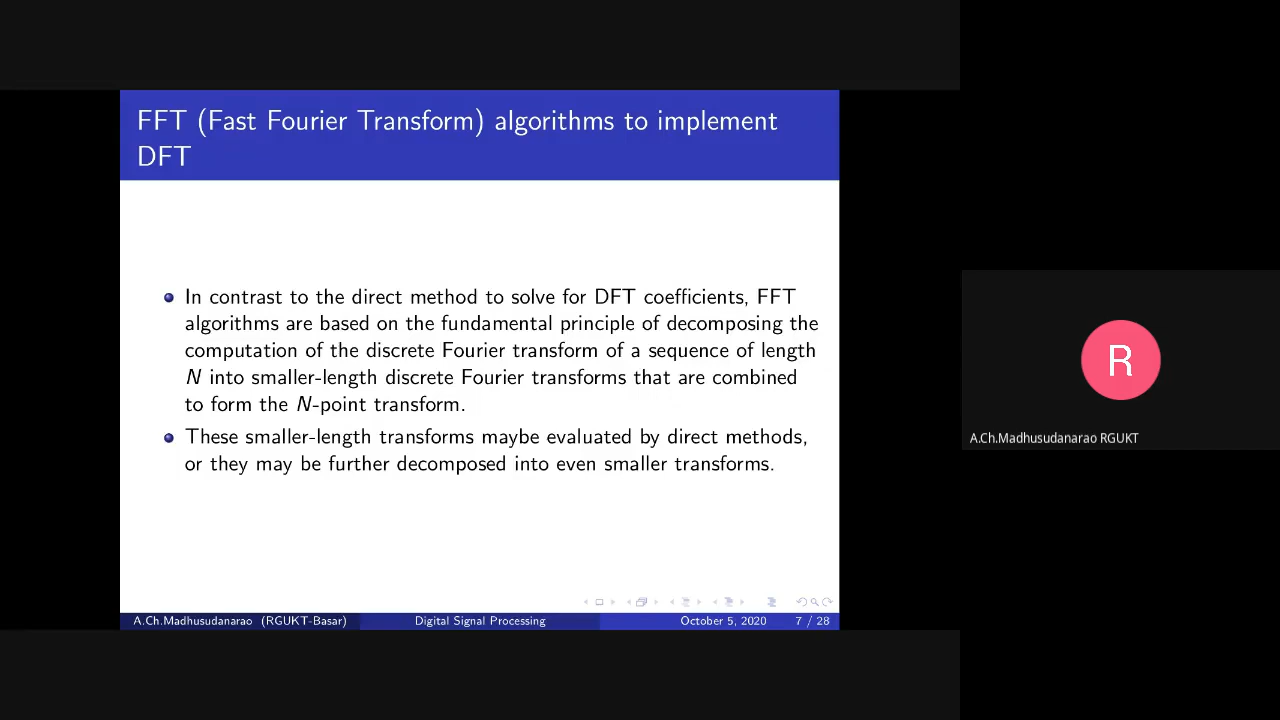 FFT (Fast Fourier Transform) algorithms to implement
DFT
In contrast to the direct method to solve for DFT coefficients, FFT
algorithms are based on the fundamental principle of decomposing the
computation of the discrete Fourier transform of a sequence of length
N into smaller-length discrete Fourier transforms that are combined
to form the N-point transform.
These smaller-length transforms maybe evaluated by direct methods,
or they may be further decomposed into even smaller transforms.
A.Ch.Madhusudanarao (RGUKT-Basar) Digital Signal Processing October 5, 2020 7 / 28
R
A.Ch.Madhusudanarao RGUKT